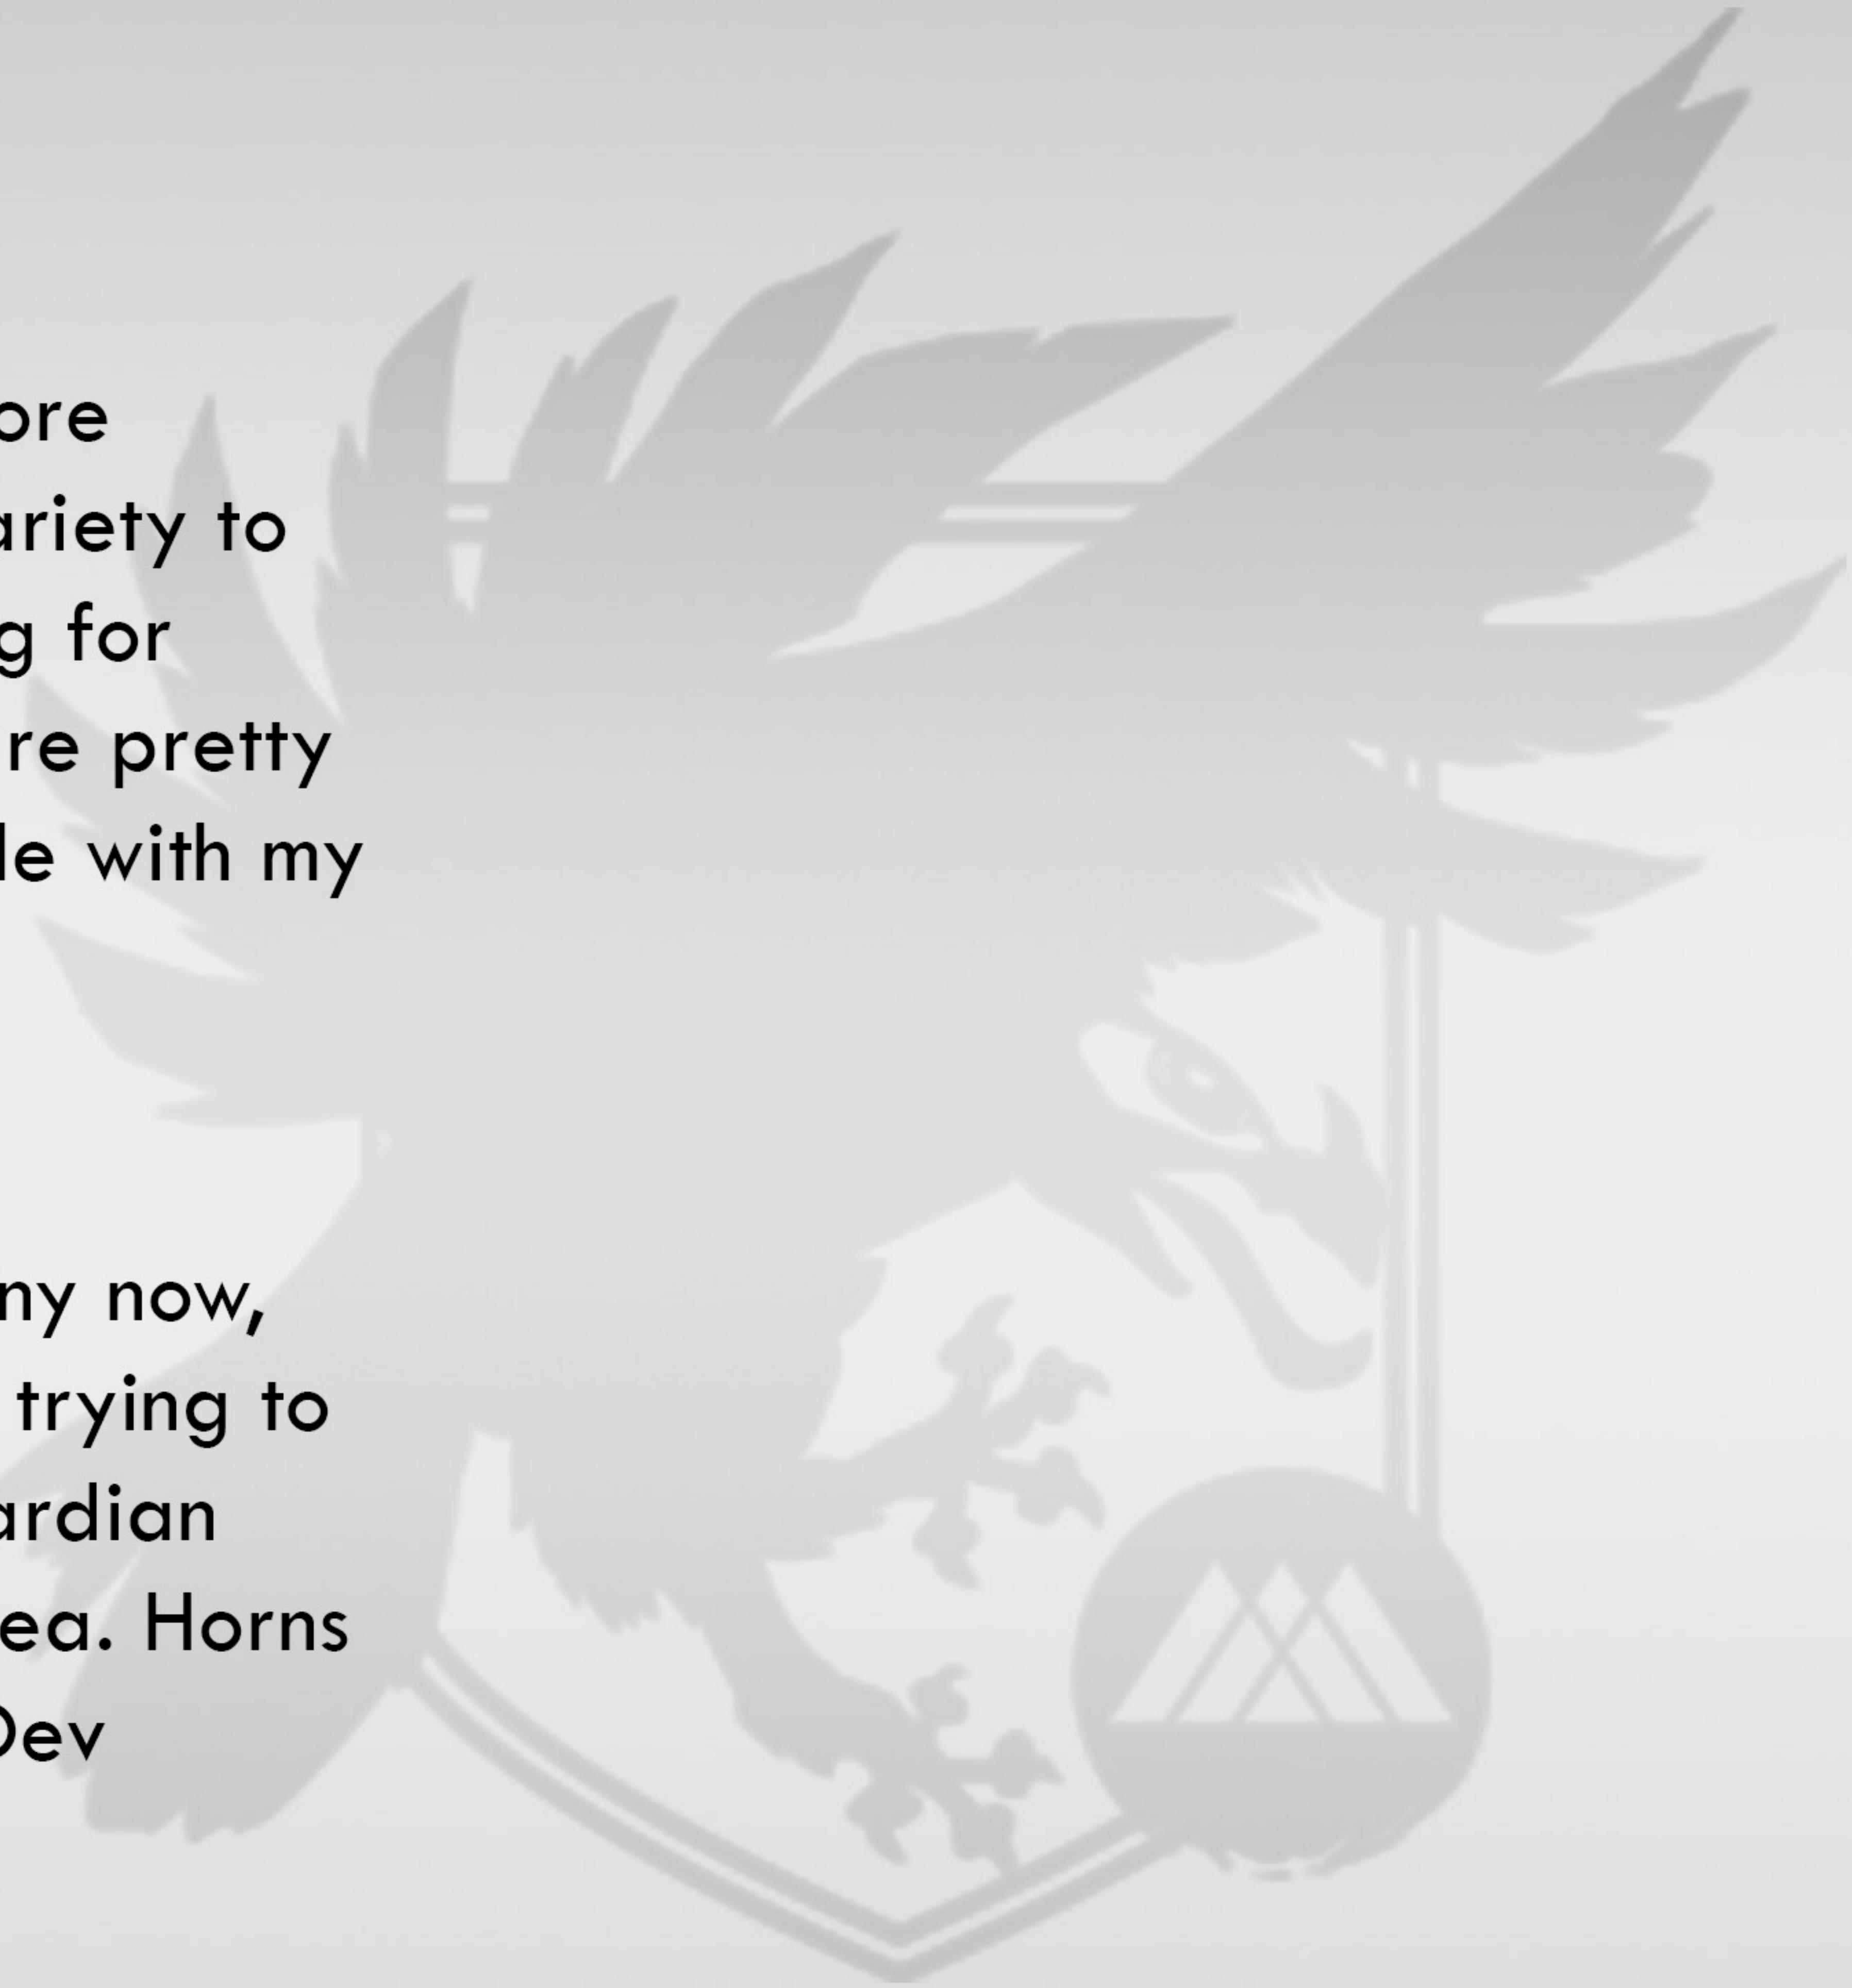 ore
ariety to
g for
re pretty
le with my
ny now,
trying to
ardian
ea. Horns
Dev